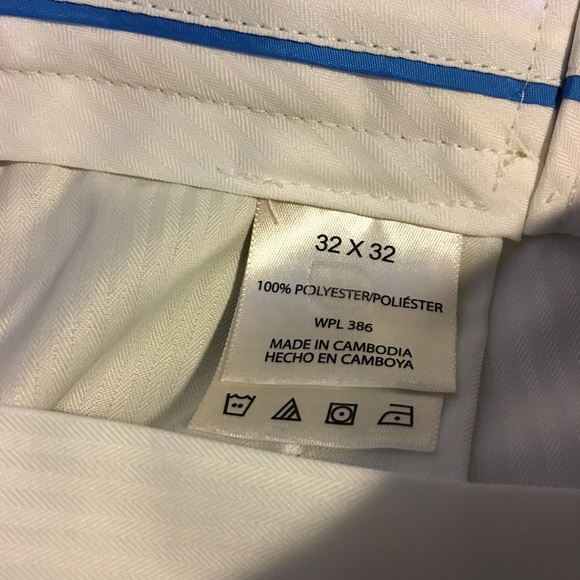 32 X 32
100% POLYESTER/POLIÉSTER
WPL 386
MADE IN CAMBODIA
HECHO EN CAMBOYA